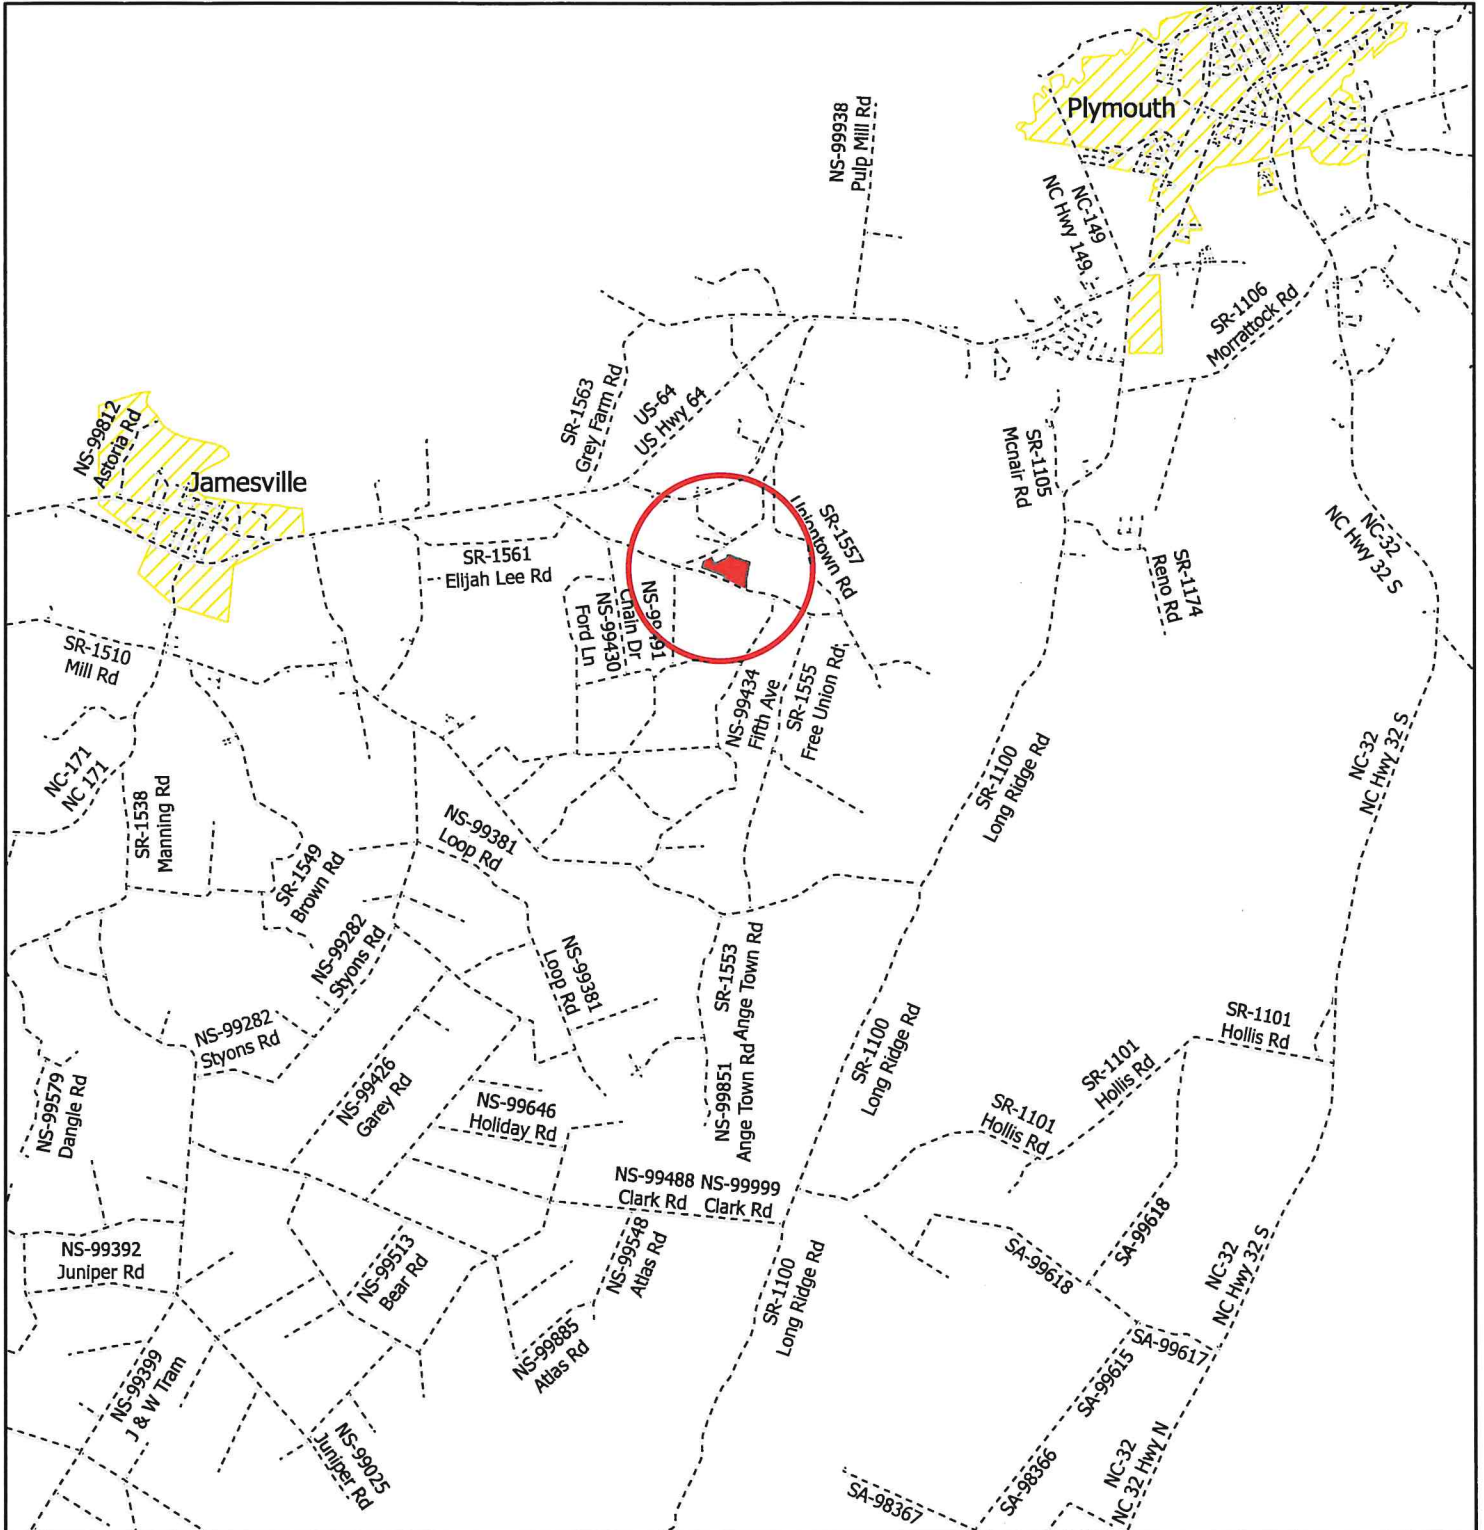 Plymouth
NS-99938
Pulp Mill Rd
NC-149
NC Hwy 149
SR-1106
Morrattock Rd
SR-1563
Grey Farm Rd
US-64
US Hwy 64
NS-99812
Astoria Rd
Jamesville
SR-1105
Mcnair Rd
SR-1557
Uniontown Rd
NC-32
NC Hwy 32 S
SR-1561
Elijah Lee Rd
SR-1174
Reno Rd
NS-99430
Ford Ln
NS-99491
Chain Dr
SR-1510
Mill Rd
NS-99434
Fifth Ave
SR-1555
Free Union Rd
NC-171
NC 171
SR-1538
Manning Rd
SR-1100
Long Ridge Rd
NC-32
NC Hwy 32 S
NS-99381
Loop Rd
SR-1549
Brown Rd
NS-99282
Styons Rd
NS-99381
Loop Rd
SR-1553
Ange Town Rd
NS-99282
Styons Rd
SR-1100
Long Ridge Rd
SR-1101
Hollis Rd
SR-1101
Hollis Rd
NS-99579
Dangle Rd
NS-99426
Garey Rd
NS-99646
Holiday Rd
NS-99851
Ange Town Rd
SR-1101
Hollis Rd
NS-99488
Clark Rd
NS-99999
Clark Rd
SA-99618
SA-99618
NS-99392
Juniper Rd
NS-99513
Bear Rd
NS-99548
Atlas Rd
SR-1100
Long Ridge Rd
NC-32
NC Hwy 32 S
NS-99885
Atlas Rd
SA-99617
SA-99615
NS-99399
J & W Tram
NS-99025
Juniper Rd
SA-98366
SA-98367
NC-32
NC 32 Hwy N